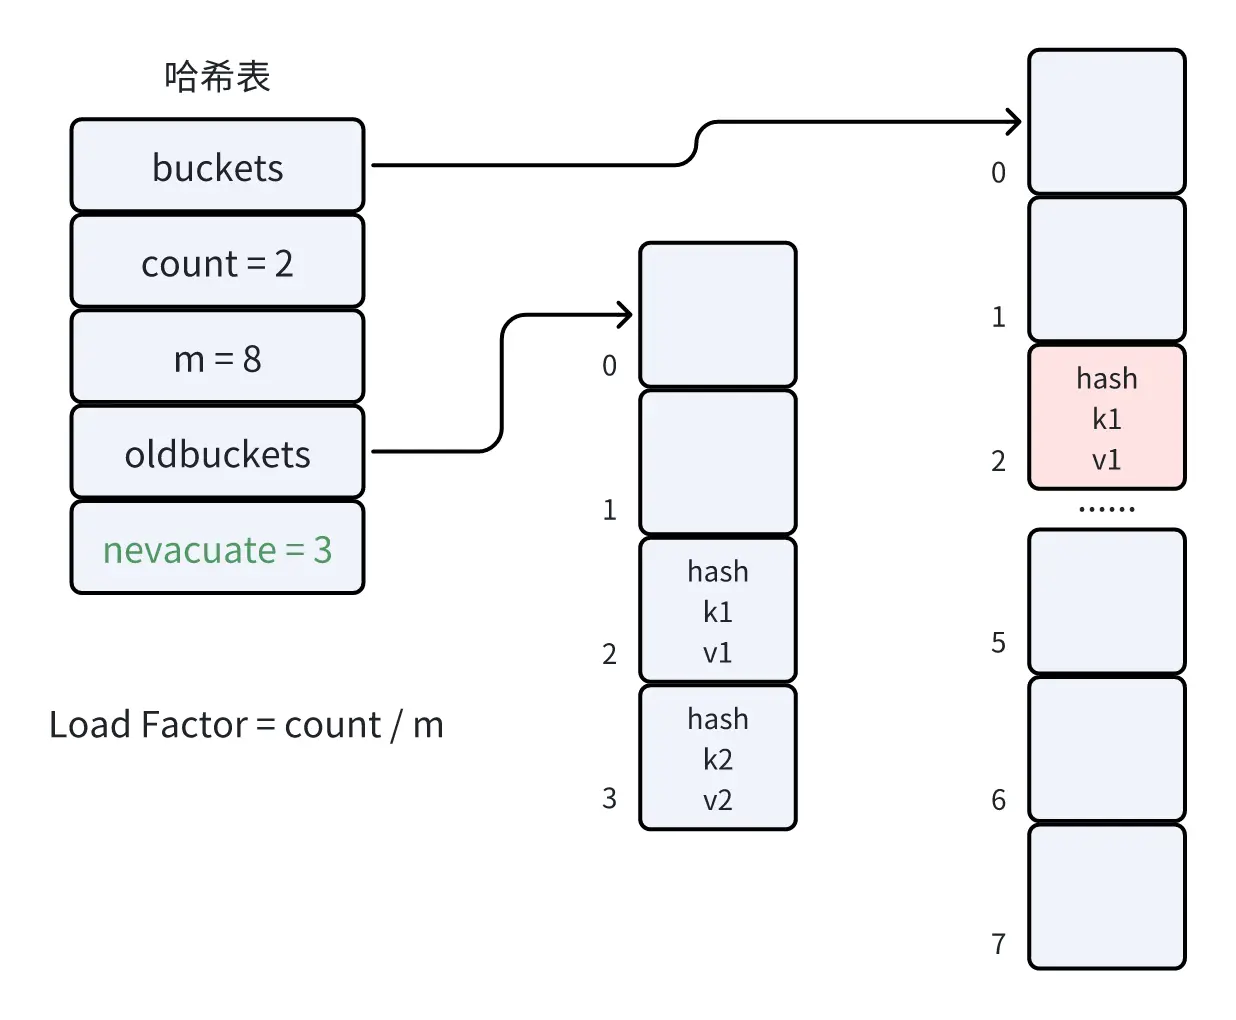 哈希表
buckets
count = 2
m = 8
oldbuckets
nevacuate = 3
Load Factor = count / m
0
1
hash
k1
v1
2
hash
k2
v2
3
0
1
hash
k1
v1
2
······
5
6
7